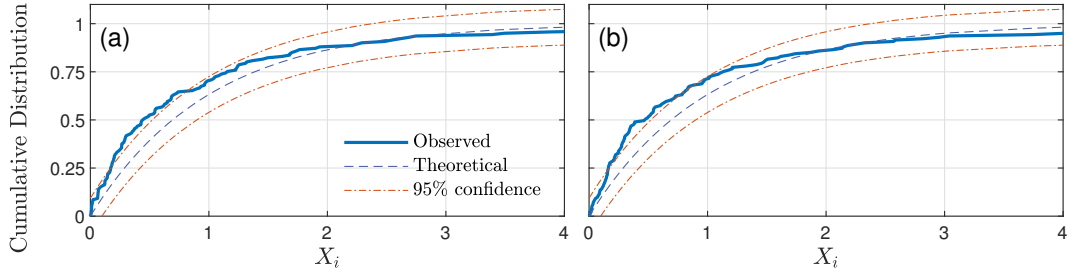 (a)
(b)
Cumulative Distribution
1
0.75
0.5
0.25
0
Observed
Theoretical
95% confidence
0 1 2 3 4
0 1 2 3 4
X_i
X_i